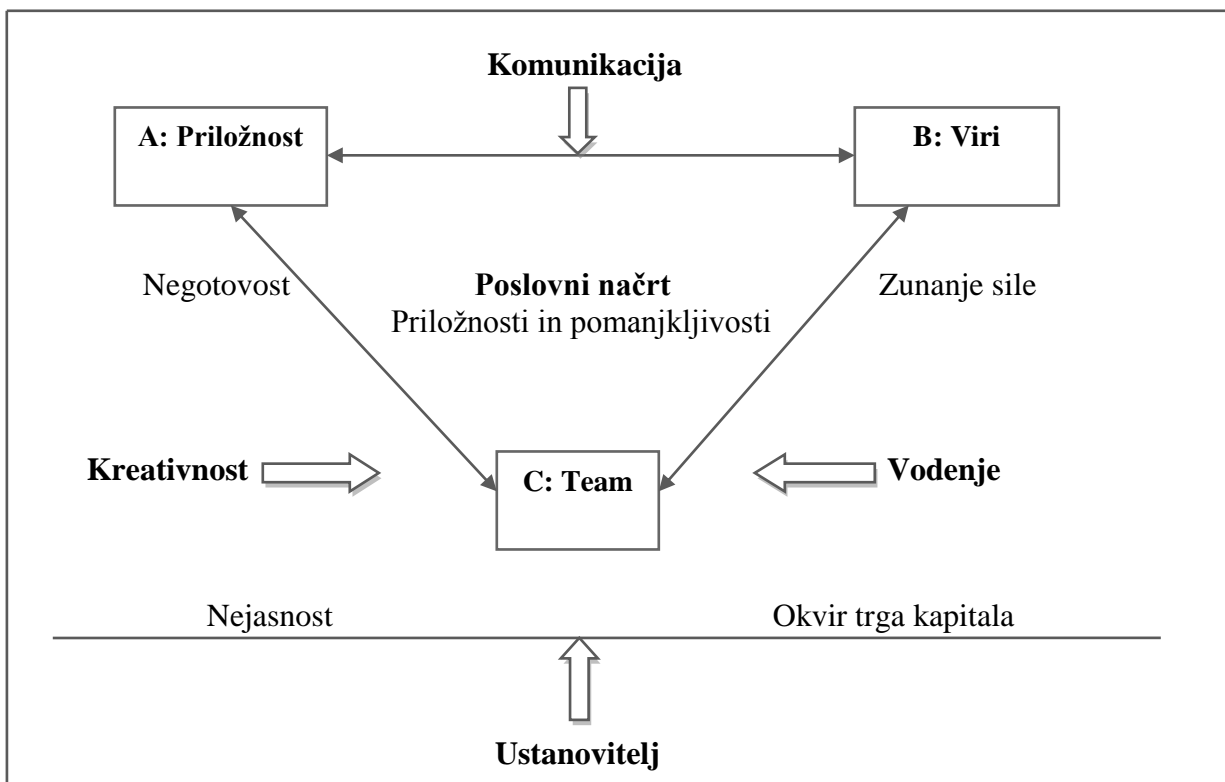 Komunikacija
A: Priložnost
B: Viri
Negotovost
Poslovni načrt
Zunanje sile
Priložnosti in pomanjkljivosti
Kreativnost
C: Team
Vodenje
Nejasnost
Okvir trga kapitala
Ustanovitelj